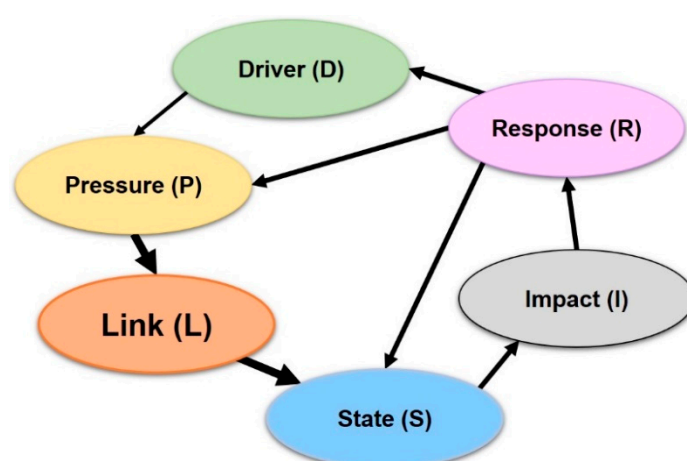 Driver (D)
Response (R)
Pressure (P)
Impact (I)
Link (L)
State (S)